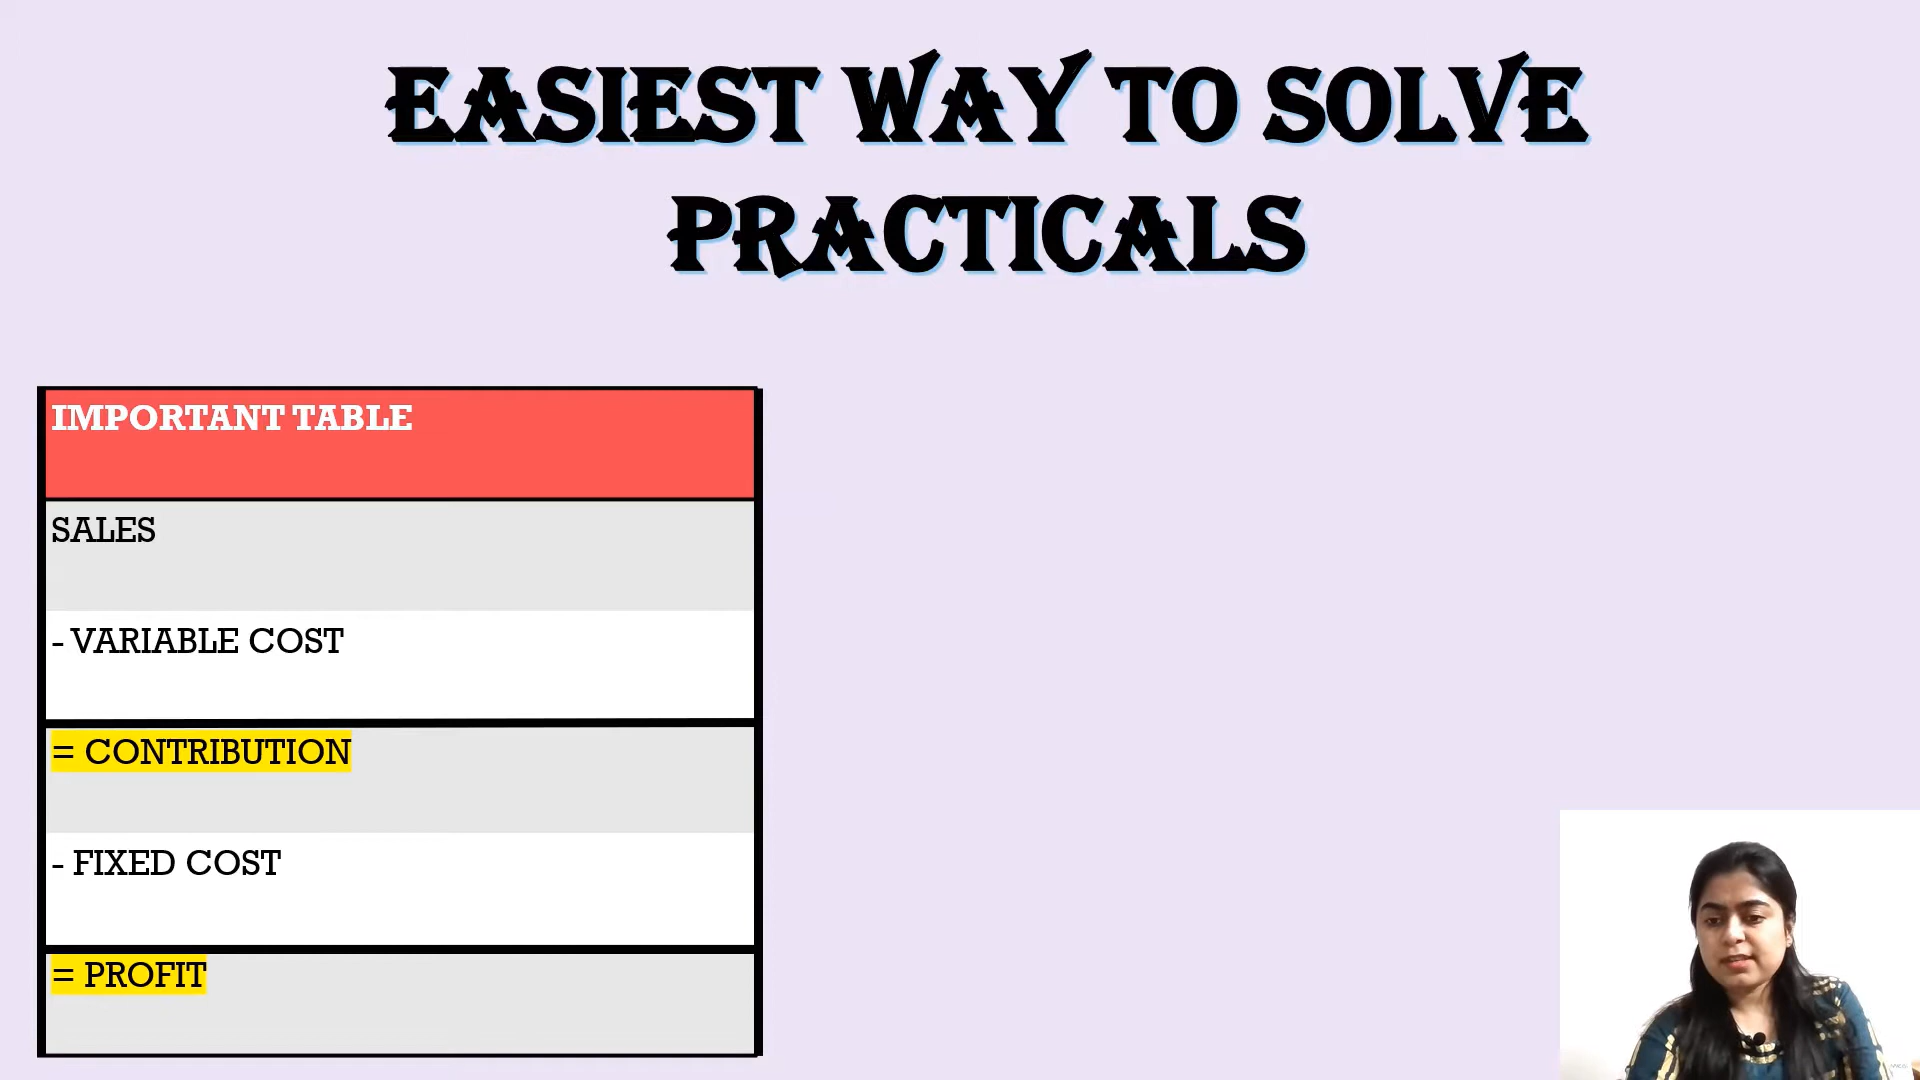 EASIEST WAY TO SOLVE
PRACTICALS
IMPORTANT TABLE
SALES
- VARIABLE COST
= CONTRIBUTION
- FIXED COST
= PROFIT